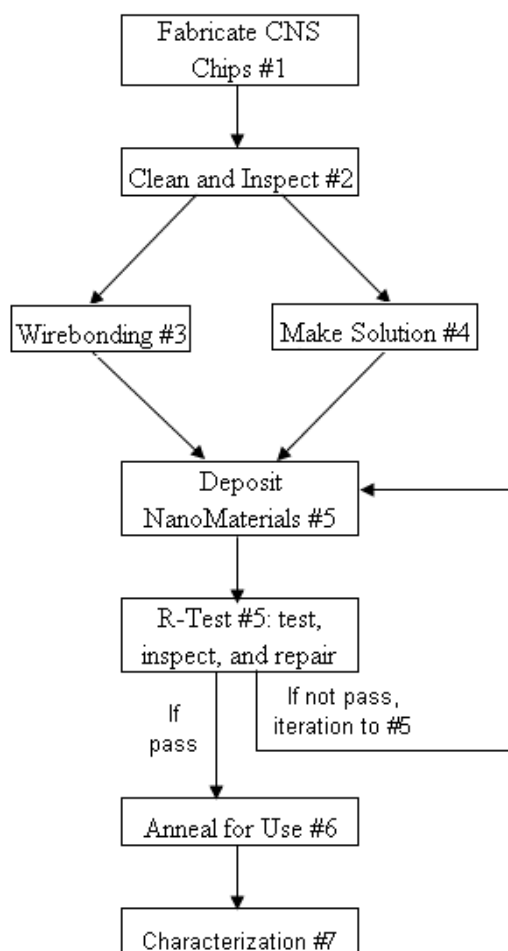 Fabricate CNS
Chips #1
Clean and Inspect #2
Wirebonding #3
Make Solution #4
Deposit
NanoMaterials #5
R-Test #5: test,
inspect, and repair
If
pass
If not pass,
iteration to #5
Anneal for Use #6
Characterization #7